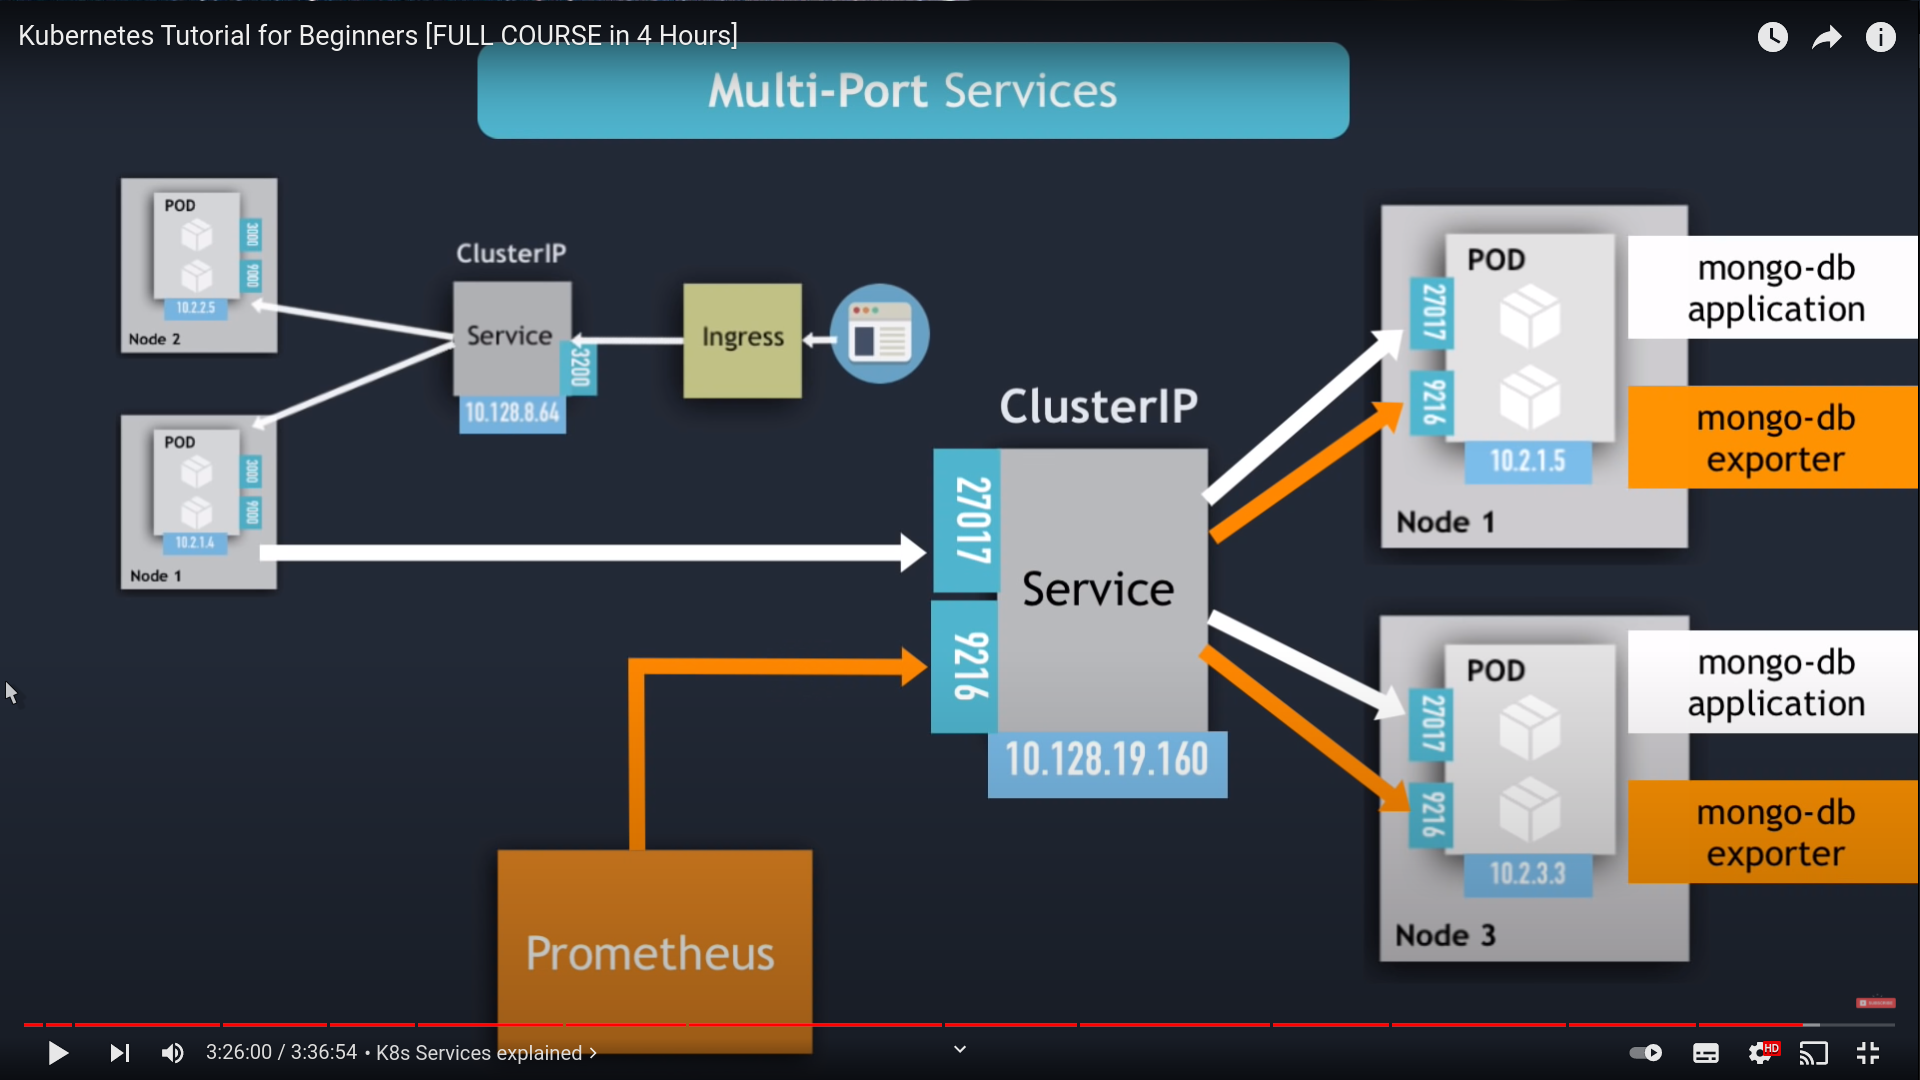 Kubernetes Tutorial for Beginners [FULL COURSE in 4 Hours]
Multi-Port Services
POD
3000
9000
10.2.2.5
Node 2
ClusterIP
Service
3200
10.128.8.64
Ingress
POD
3000
9000
10.2.1.4
Node 1
ClusterIP
27017
9216
Service
10.128.19.160
Prometheus
POD
27017
9216
10.2.1.5
Node 1
mongo-db
application
mongo-db
exporter
POD
27017
9216
10.2.3.3
Node 3
mongo-db
application
mongo-db
exporter
SUBSCRIBE
3:26:00 / 3:36:54 • K8s Services explained
HD